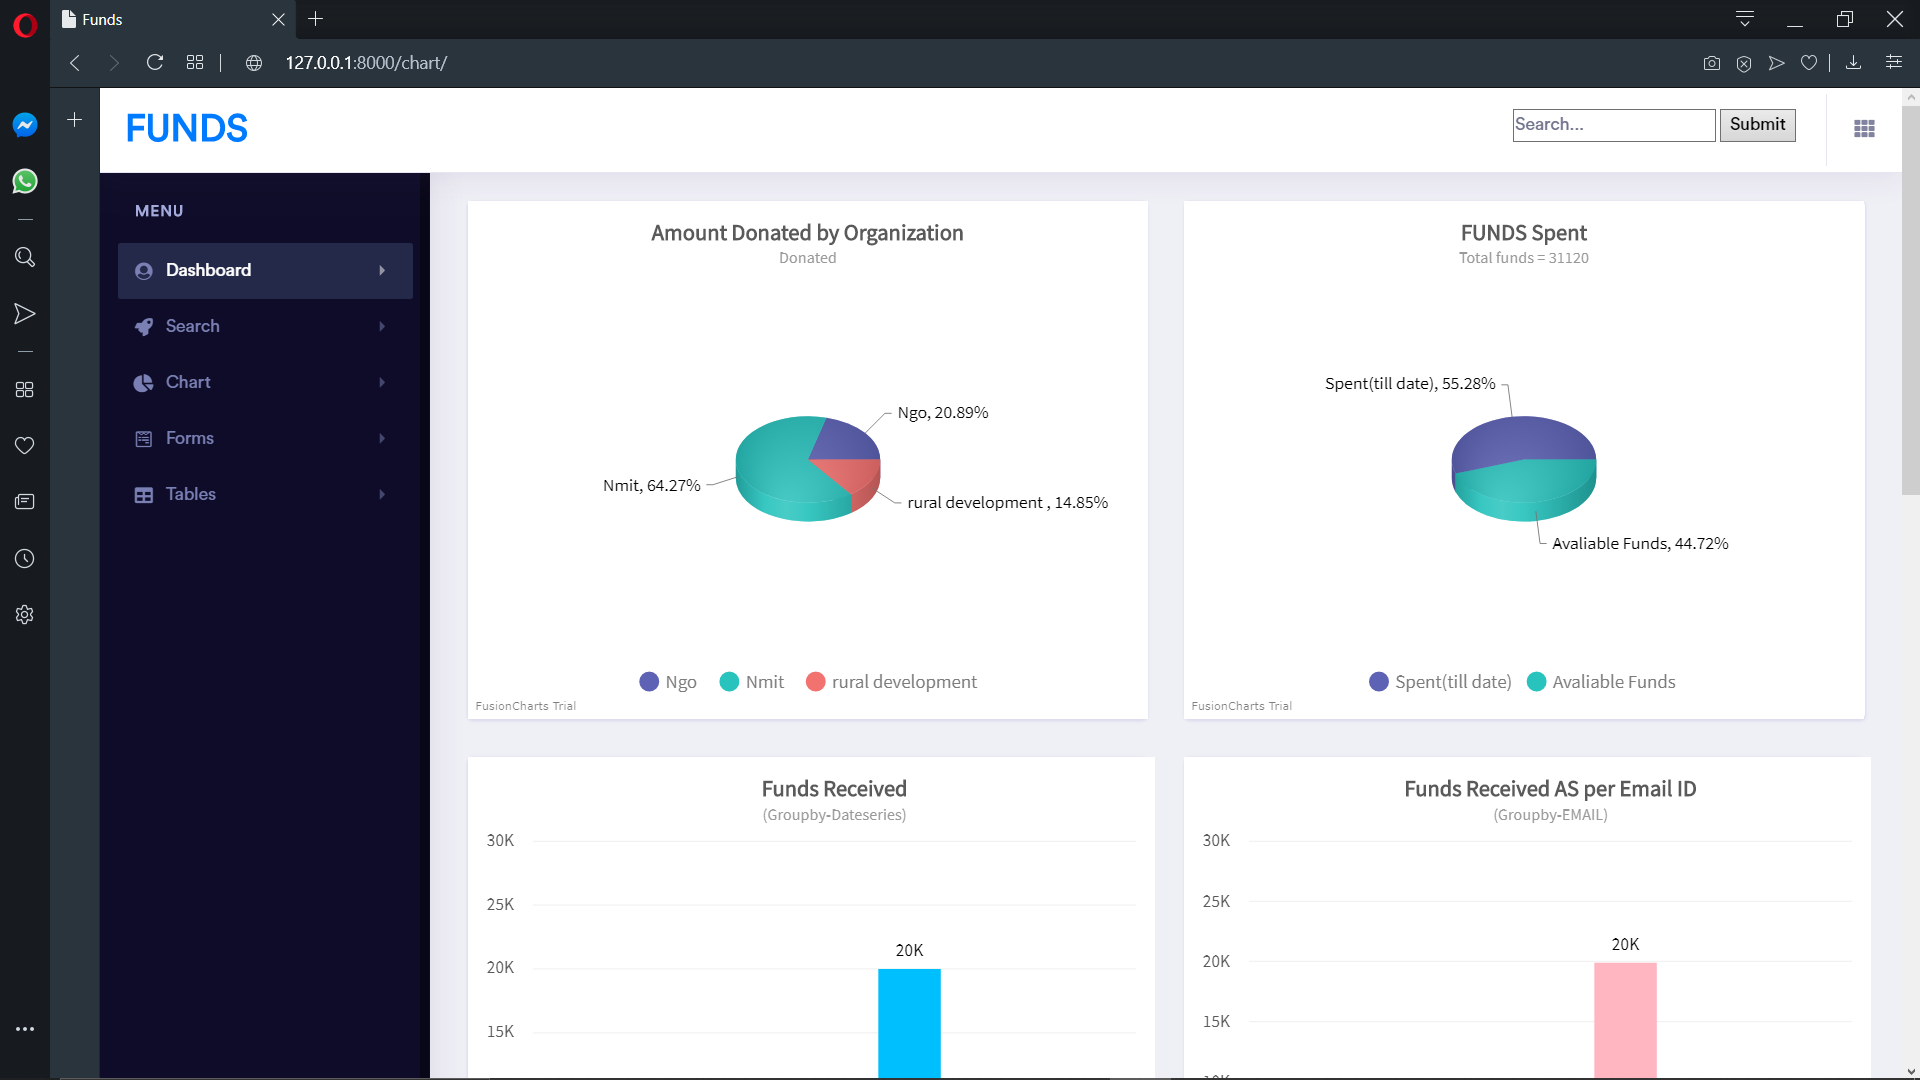 Funds
127.0.0.1:8000/chart/
FUNDS
Search...
Submit
MENU
Dashboard
Search
Chart
Forms
Tables
Amount Donated by Organization
Donated
Ngo, 20.89%
Nmit, 64.27%
rural development , 14.85%
Ngo
Nmit
rural development
FusionCharts Trial
FUNDS Spent
Total funds = 31120
Spent(till date), 55.28%
Avaliable Funds, 44.72%
Spent(till date)
Avaliable Funds
FusionCharts Trial
Funds Received
(Groupby-Dateseries)
30K
25K
20K
20K
15K
Funds Received AS per Email ID
(Groupby-EMAIL)
30K
25K
20K
20K
15K